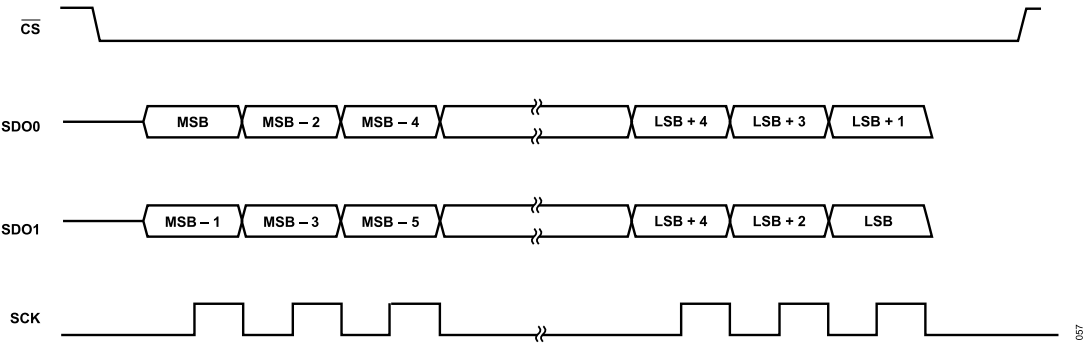 CS
SDO0 MSB MSB – 2 MSB – 4 LSB + 4 LSB + 3 LSB + 1
SDO1 MSB – 1 MSB – 3 MSB – 5 LSB + 4 LSB + 2 LSB
SCK
057